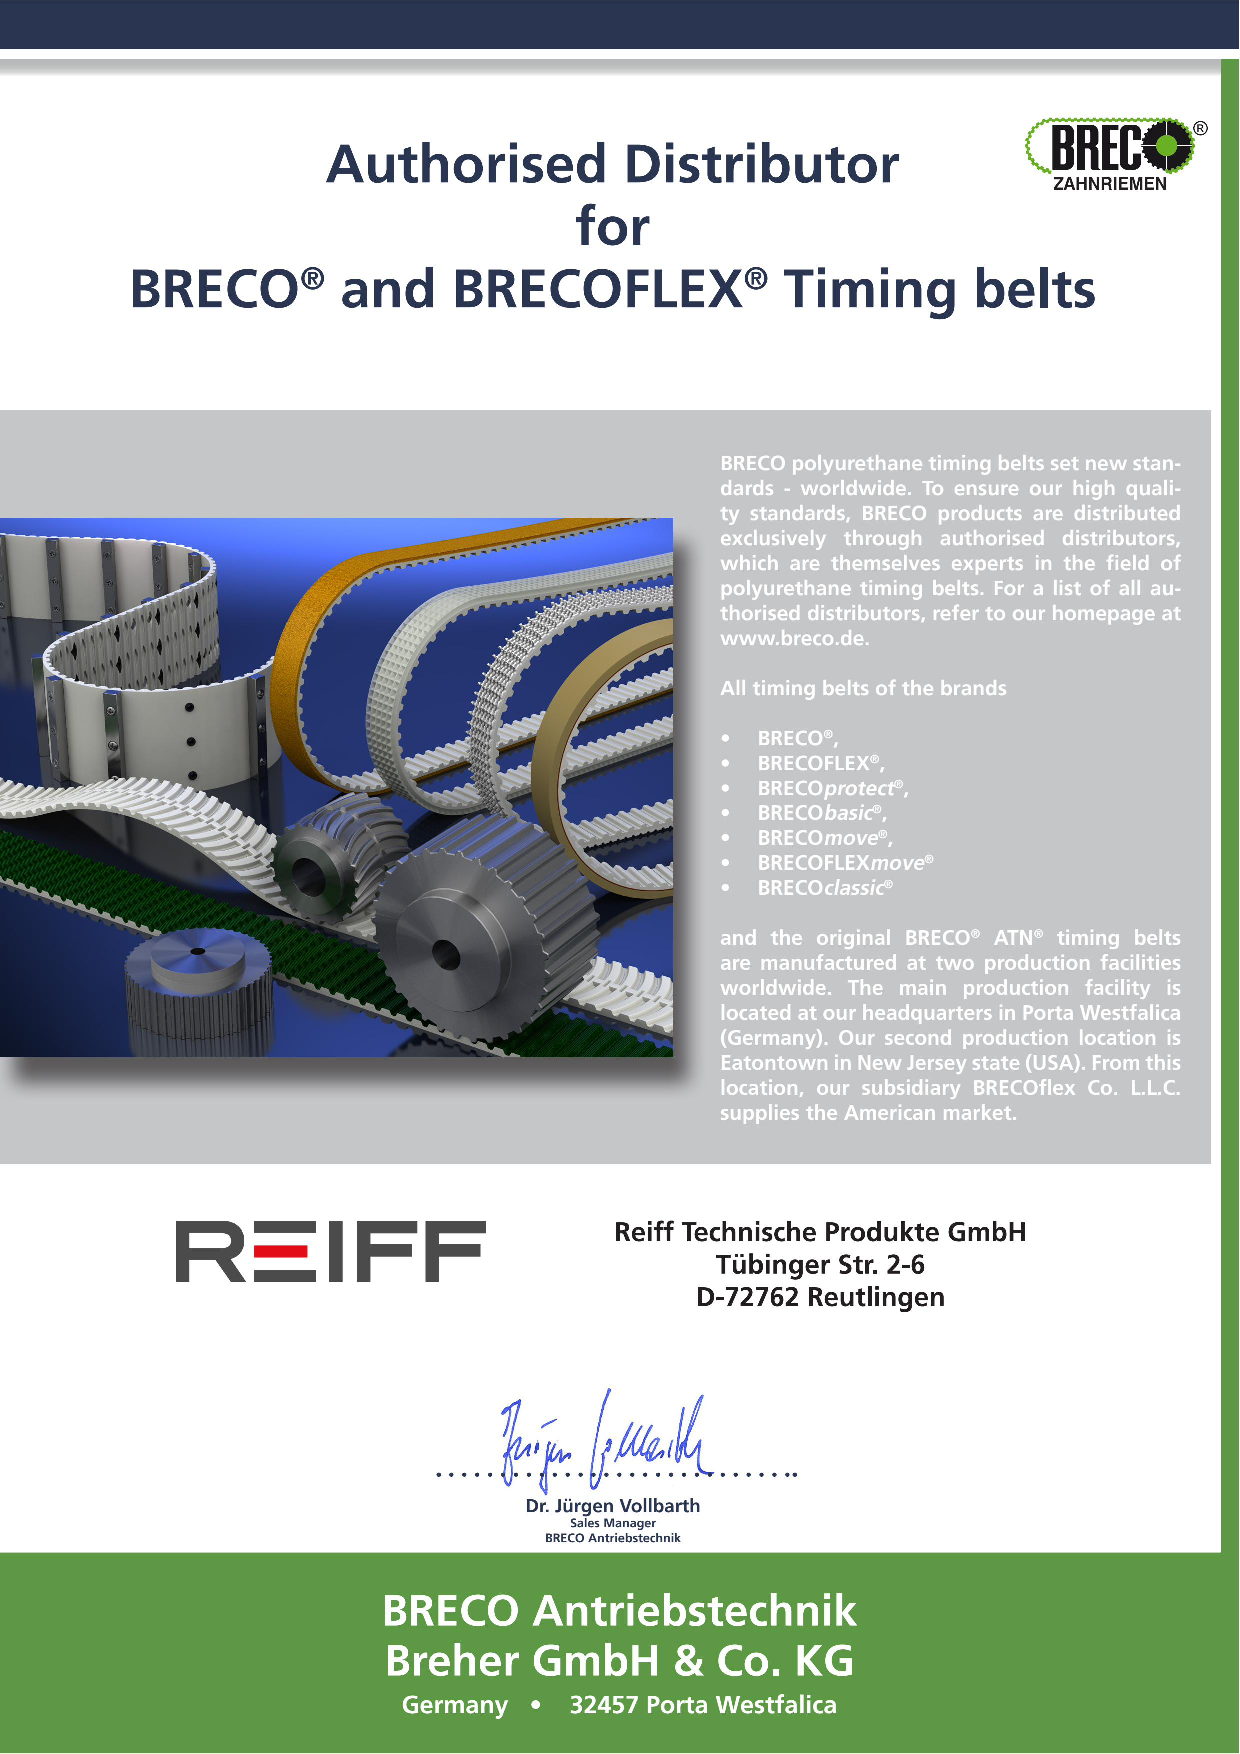 Authorised Distributor
for
BRECO® and BRECOFLEX® Timing belts
BRECO®
ZAHNRIEMEN
BRECO polyurethane timing belts set new stan-
dards - worldwide. To ensure our high quali-
ty standards, BRECO products are distributed
exclusively through authorised distributors,
which are themselves experts in the field of
polyurethane timing belts. For a list of all au-
thorised distributors, refer to our homepage at
www.breco.de.
All timing belts of the brands
• BRECO®,
• BRECOFLEX®,
• BRECOprotect®,
• BRECObasic®,
• BRECOmove®,
• BRECOFLEXmove®
• BRECOclassic®
and the original BRECO® ATN® timing belts
are manufactured at two production facilities
worldwide. The main production facility is
located at our headquarters in Porta Westfalica
(Germany). Our second production location is
Eatontown in New Jersey state (USA). From this
location, our subsidiary BRECOflex Co. L.L.C.
supplies the American market.
REIFF
Reiff Technische Produkte GmbH
Tübinger Str. 2-6
D-72762 Reutlingen
Jürgen Vollbarth
Dr. Jürgen Vollbarth
Sales Manager
BRECO Antriebstechnik
BRECO Antriebstechnik
Breher GmbH & Co. KG
Germany • 32457 Porta Westfalica